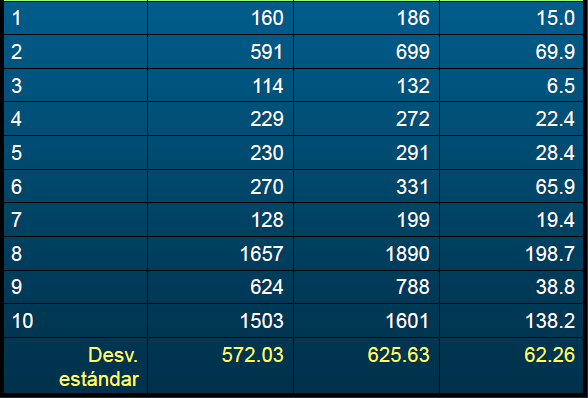 1 160 186 15.0
2 591 699 69.9
3 114 132 6.5
4 229 272 22.4
5 230 291 28.4
6 270 331 65.9
7 128 199 19.4
8 1657 1890 198.7
9 624 788 38.8
10 1503 1601 138.2
Desv. 572.03 625.63 62.26
estándar